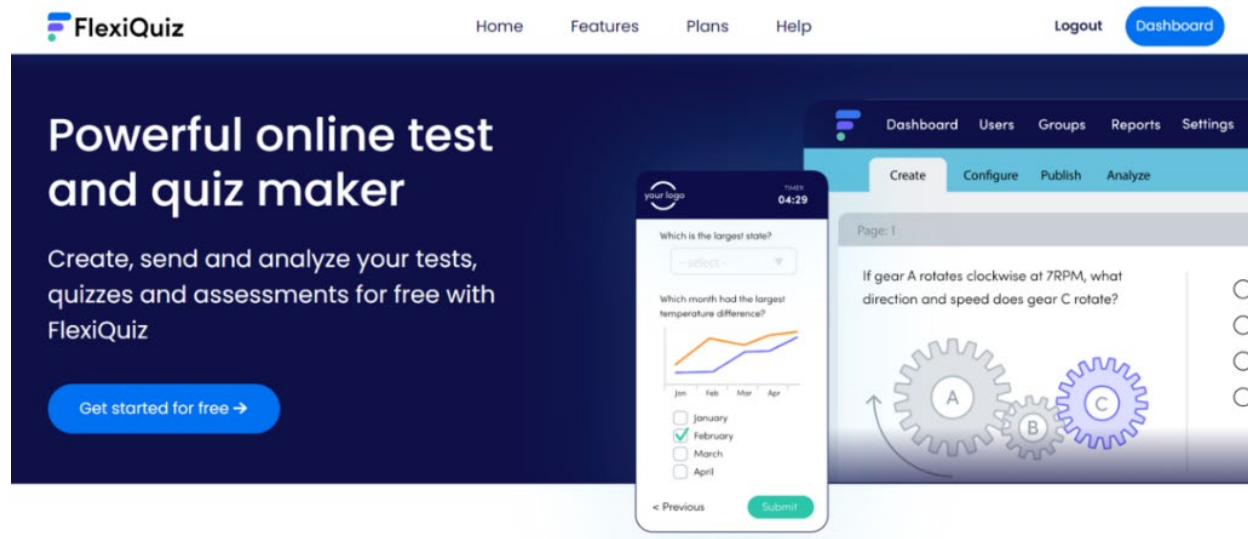 FlexiQuiz
Home Features Plans Help
Logout Dashboard
Powerful online test
and quiz maker
Create, send and analyze your tests,
quizzes and assessments for free with
FlexiQuiz
Get started for free →
your logo
TIMER
04:29
Which is the largest state?
- select -
Which month had the largest
temperature difference?
Jan Feb Mar Apr
January
February
March
April
< Previous Submit
Dashboard Users Groups Reports Settings
Create Configure Publish Analyze
Page: 1
If gear A rotates clockwise at 7RPM, what
direction and speed does gear C rotate?
A
B
C